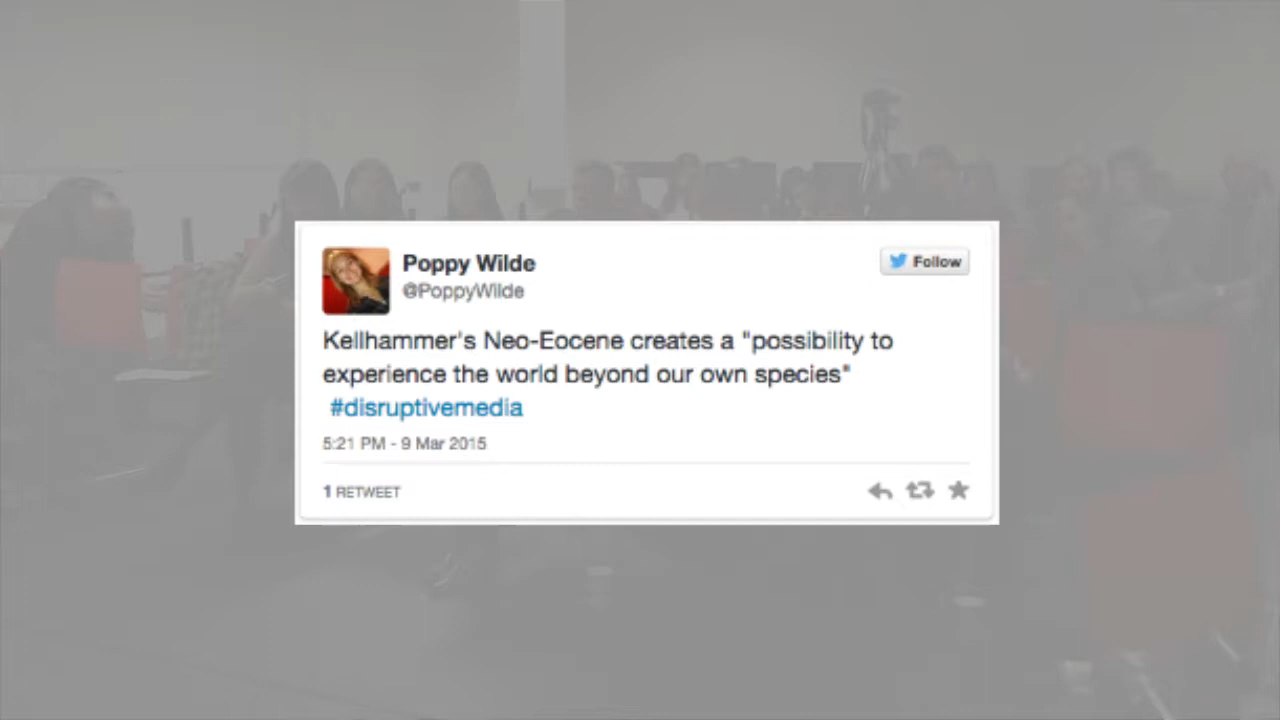 Poppy Wilde
Follow
@PoppyWilde
Kellhammer's Neo-Eocene creates a "possibility to
experience the world beyond our own species"
#disruptivemedia
5:21 PM - 9 Mar 2015
1 RETWEET